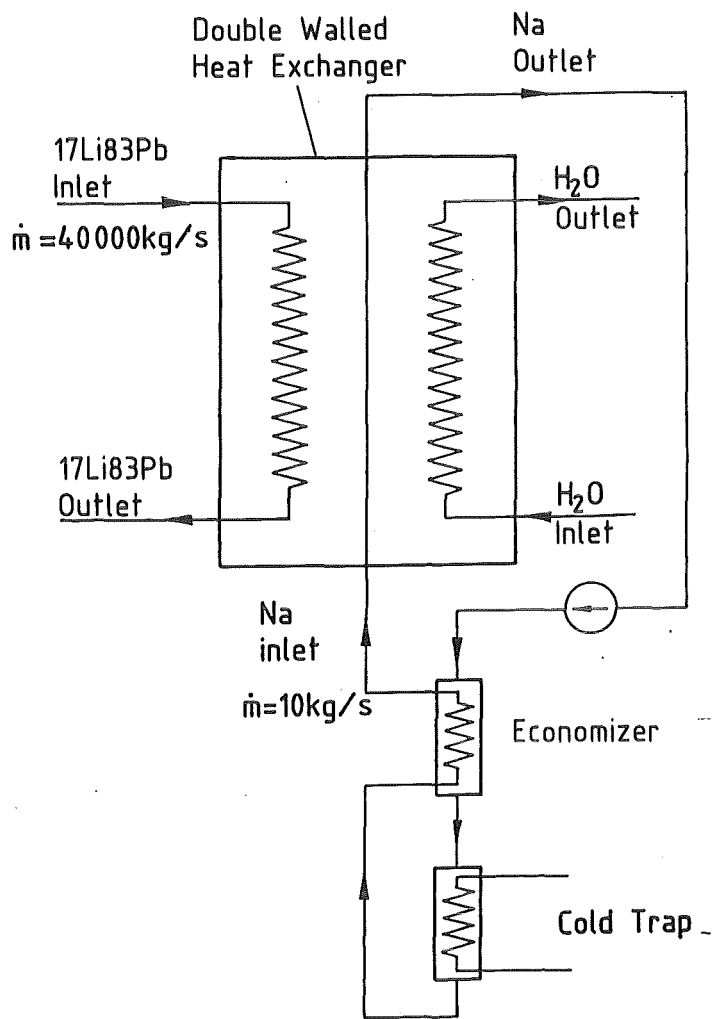 Double Walled
Heat Exchanger
Na
Outlet
17Li83Pb
Inlet
ṁ =40000kg/s
H₂O
Outlet
17Li83Pb
Outlet
H₂O
Inlet
Na
inlet
ṁ=10kg/s
Economizer
Cold Trap